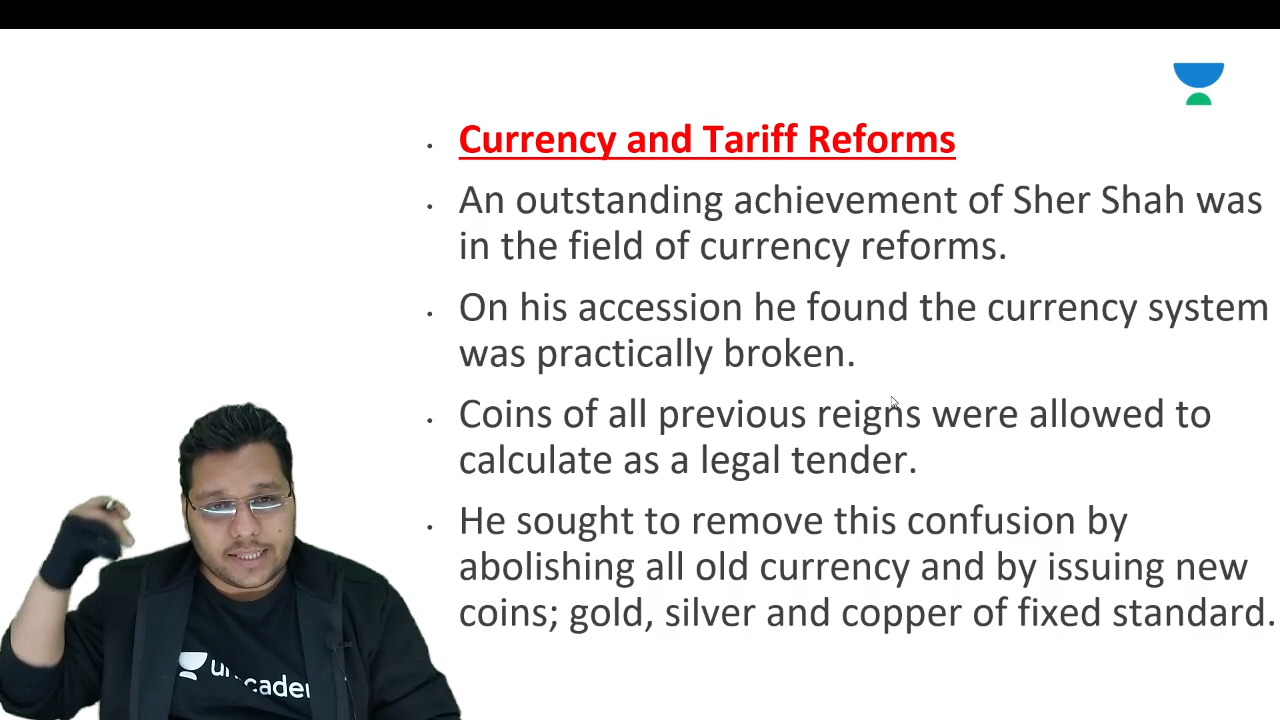 Currency and Tariff Reforms
An outstanding achievement of Sher Shah was
in the field of currency reforms.
On his accession he found the currency system
was practically broken.
Coins of all previous reigns were allowed to
calculate as a legal tender.
He sought to remove this confusion by
abolishing all old currency and by issuing new
coins; gold, silver and copper of fixed standard.